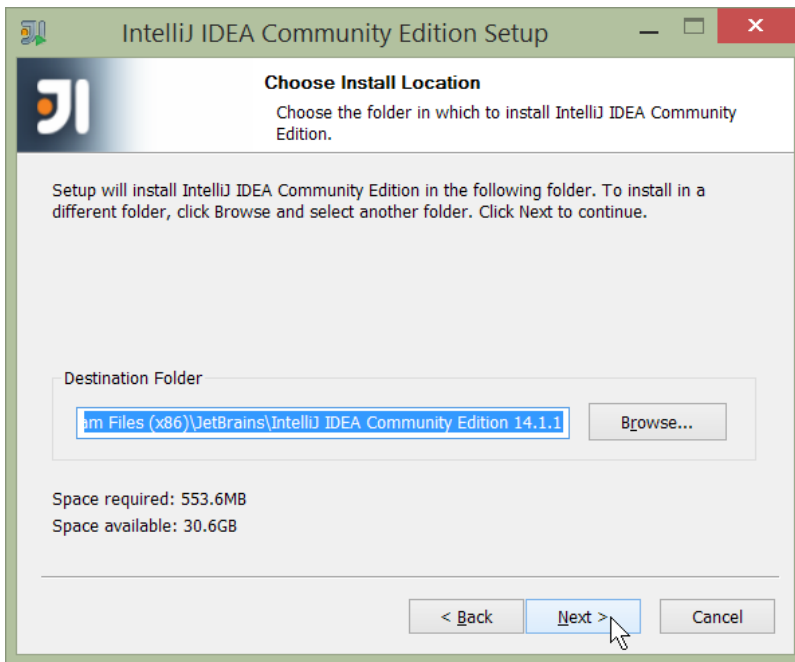 IntelliJ IDEA Community Edition Setup
Choose Install Location
Choose the folder in which to install IntelliJ IDEA Community
Edition.
Setup will install IntelliJ IDEA Community Edition in the following folder. To install in a
different folder, click Browse and select another folder. Click Next to continue.
Destination Folder
am Files (x86)\JetBrains\IntelliJ IDEA Community Edition 14.1.1
Browse...
Space required: 553.6MB
Space available: 30.6GB
< Back
Next >
Cancel